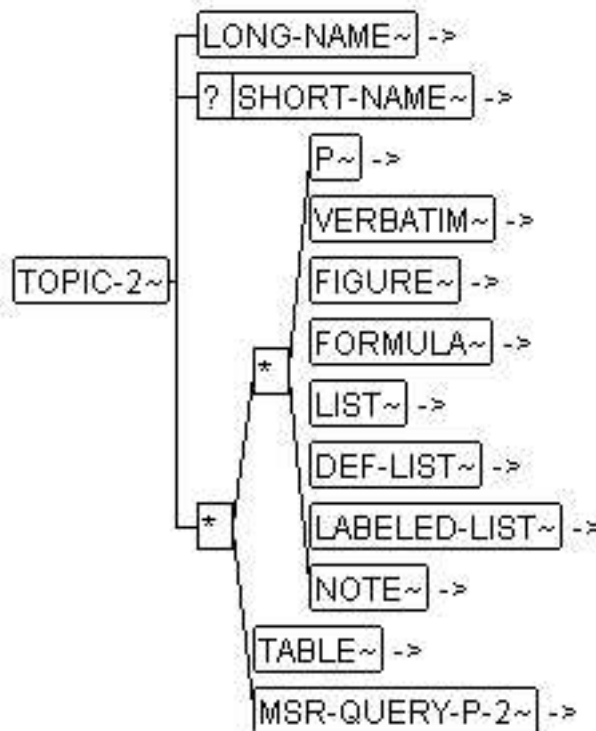 LONG-NAME~ ->
? SHORT-NAME~ ->
P~ ->
VERBATIM~ ->
TOPIC-2~
FIGURE~ ->
FORMULA~ ->
*
LIST~ ->
DEF-LIST~ ->
*
LABELED-LIST~ ->
NOTE~ ->
TABLE~ ->
MSR-QUERY-P-2~ ->